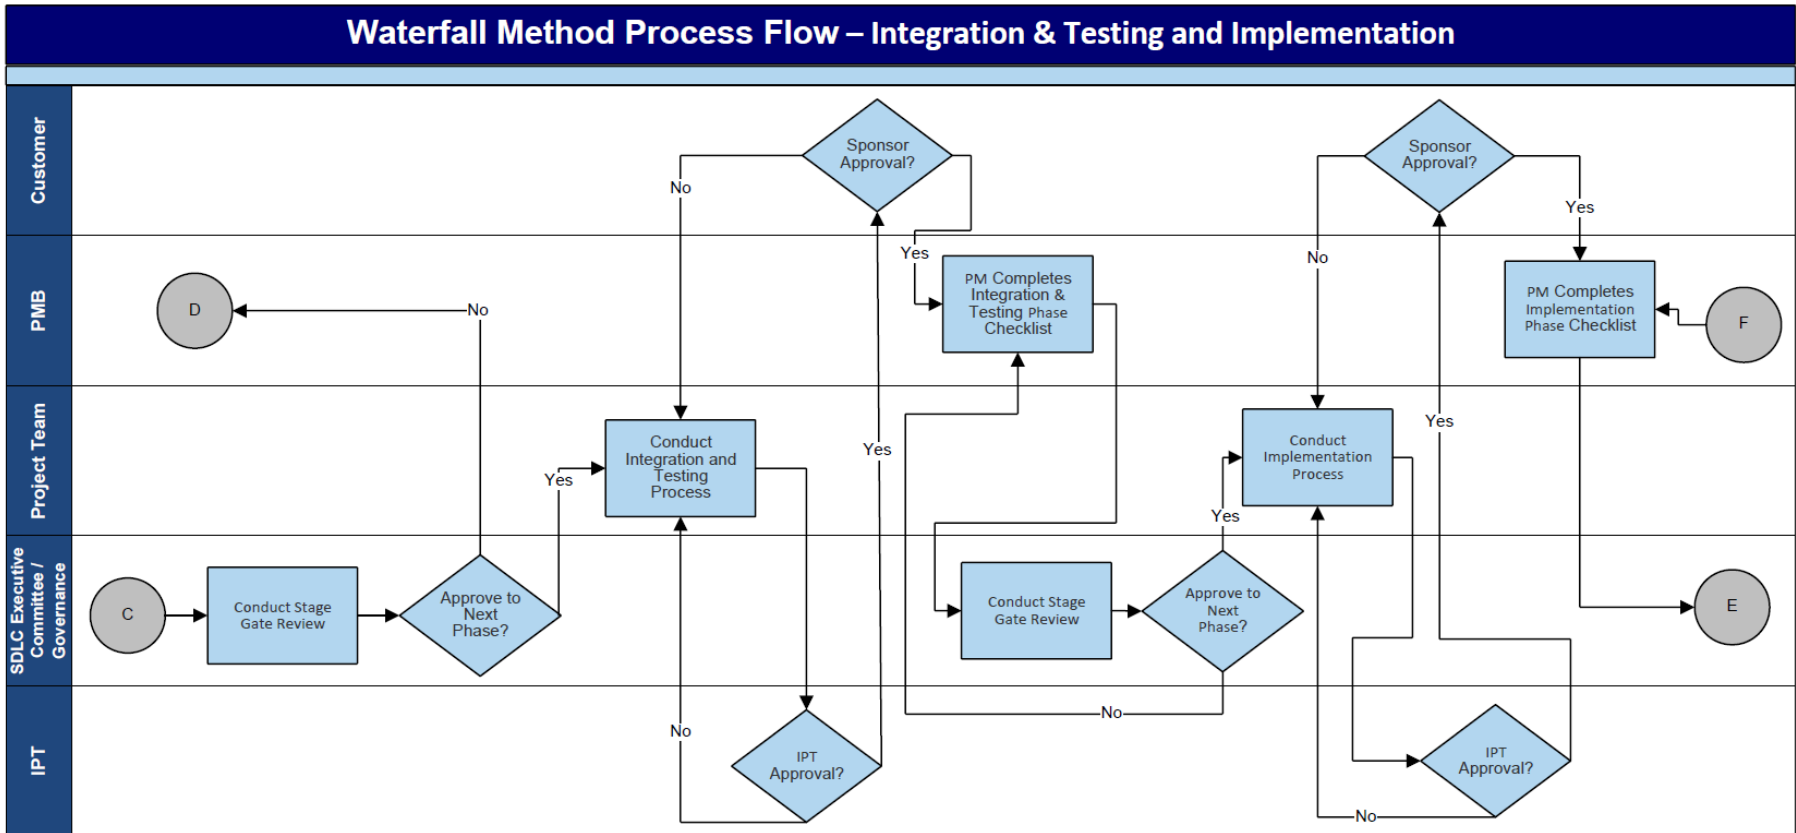 Waterfall Method Process Flow – Integration & Testing and Implementation
Customer
Sponsor
Approval?
No
Yes
Sponsor
Approval?
No
Yes
PMB
D
No
PM Completes
Integration &
Testing Phase
Checklist
PM Completes
Implementation
Phase Checklist
F
Project Team
Conduct
Integration and
Testing
Process
Yes
Yes
Conduct
Implementation
Process
Yes
Yes
SDLC Executive
Committee /
Governance
C
Conduct Stage
Gate Review
Approve to
Next
Phase?
Conduct Stage
Gate Review
Approve to
Next
Phase?
E
IPT
No
IPT
Approval?
No
IPT
Approval?
No